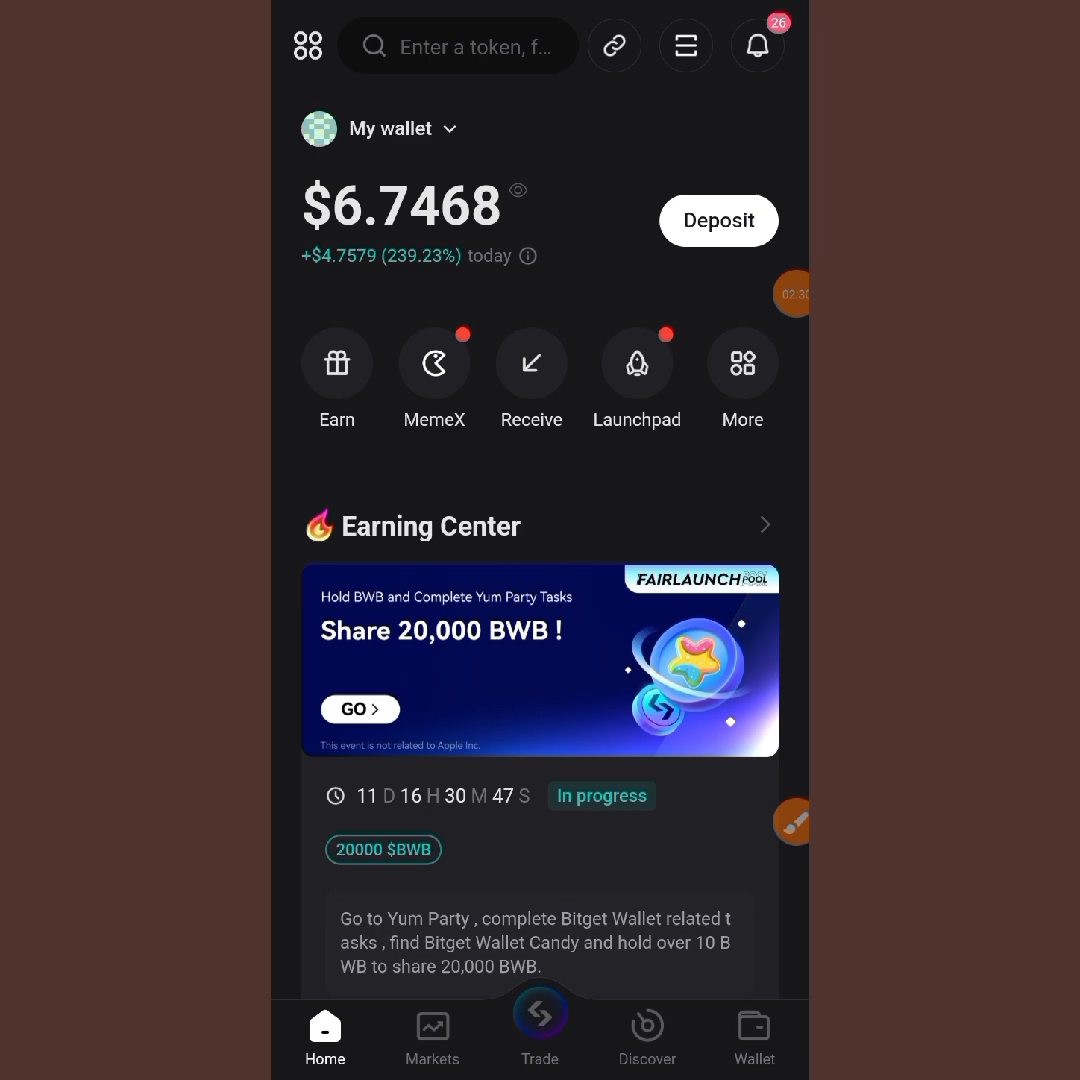 26
Enter a token, f...
My wallet
$6.7468
Deposit
+$4.7579 (239.23%) today
02:30
Earn
MemeX
Receive
Launchpad
More
Earning Center
FAIRLAUNCH POOL
Hold BWB and Complete Yum Party Tasks
Share 20,000 BWB !
GO
This event is not related to Apple Inc.
11 D 16 H 30 M 47 S
In progress
20000 $BWB
Go to Yum Party , complete Bitget Wallet related t
asks , find Bitget Wallet Candy and hold over 10 B
WB to share 20,000 BWB.
Home
Markets
Trade
Discover
Wallet